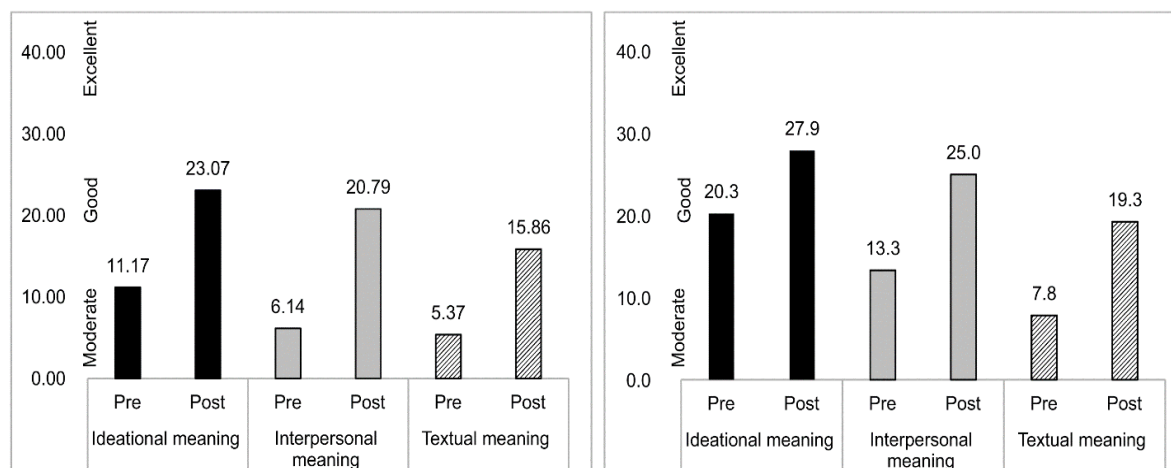 40.00
Excellent
30.00
Good
20.00
10.00
Moderate
0.00
11.17
23.07
6.14
20.79
5.37
15.86
Pre Post Pre Post Pre Post
Ideational meaning Interpersonal meaning Textual meaning
40.0
Excellent
30.0
Good
20.0
10.0
Moderate
0.0
20.3
27.9
13.3
25.0
7.8
19.3
Pre Post Pre Post Pre Post
Ideational meaning Interpersonal meaning Textual meaning